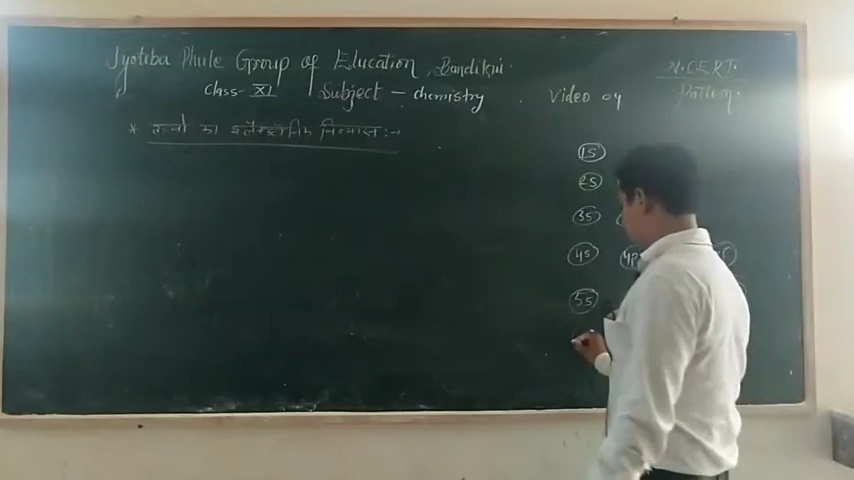 Jyotiba Phule Group of Education, Bandikui
N.C.E.R.T.
Class - XI Subject - chemistry Video 04
Pattern
* तत्वों का इलेक्ट्रॉनिक विन्यास :→
1s
2s
3s
4s 4p
5s